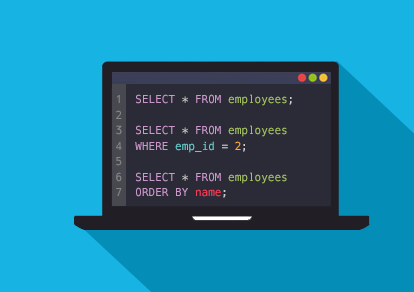 1 SELECT * FROM employees;
2
3 SELECT * FROM employees
4 WHERE emp_id = 2;
5
6 SELECT * FROM employees
7 ORDER BY name;